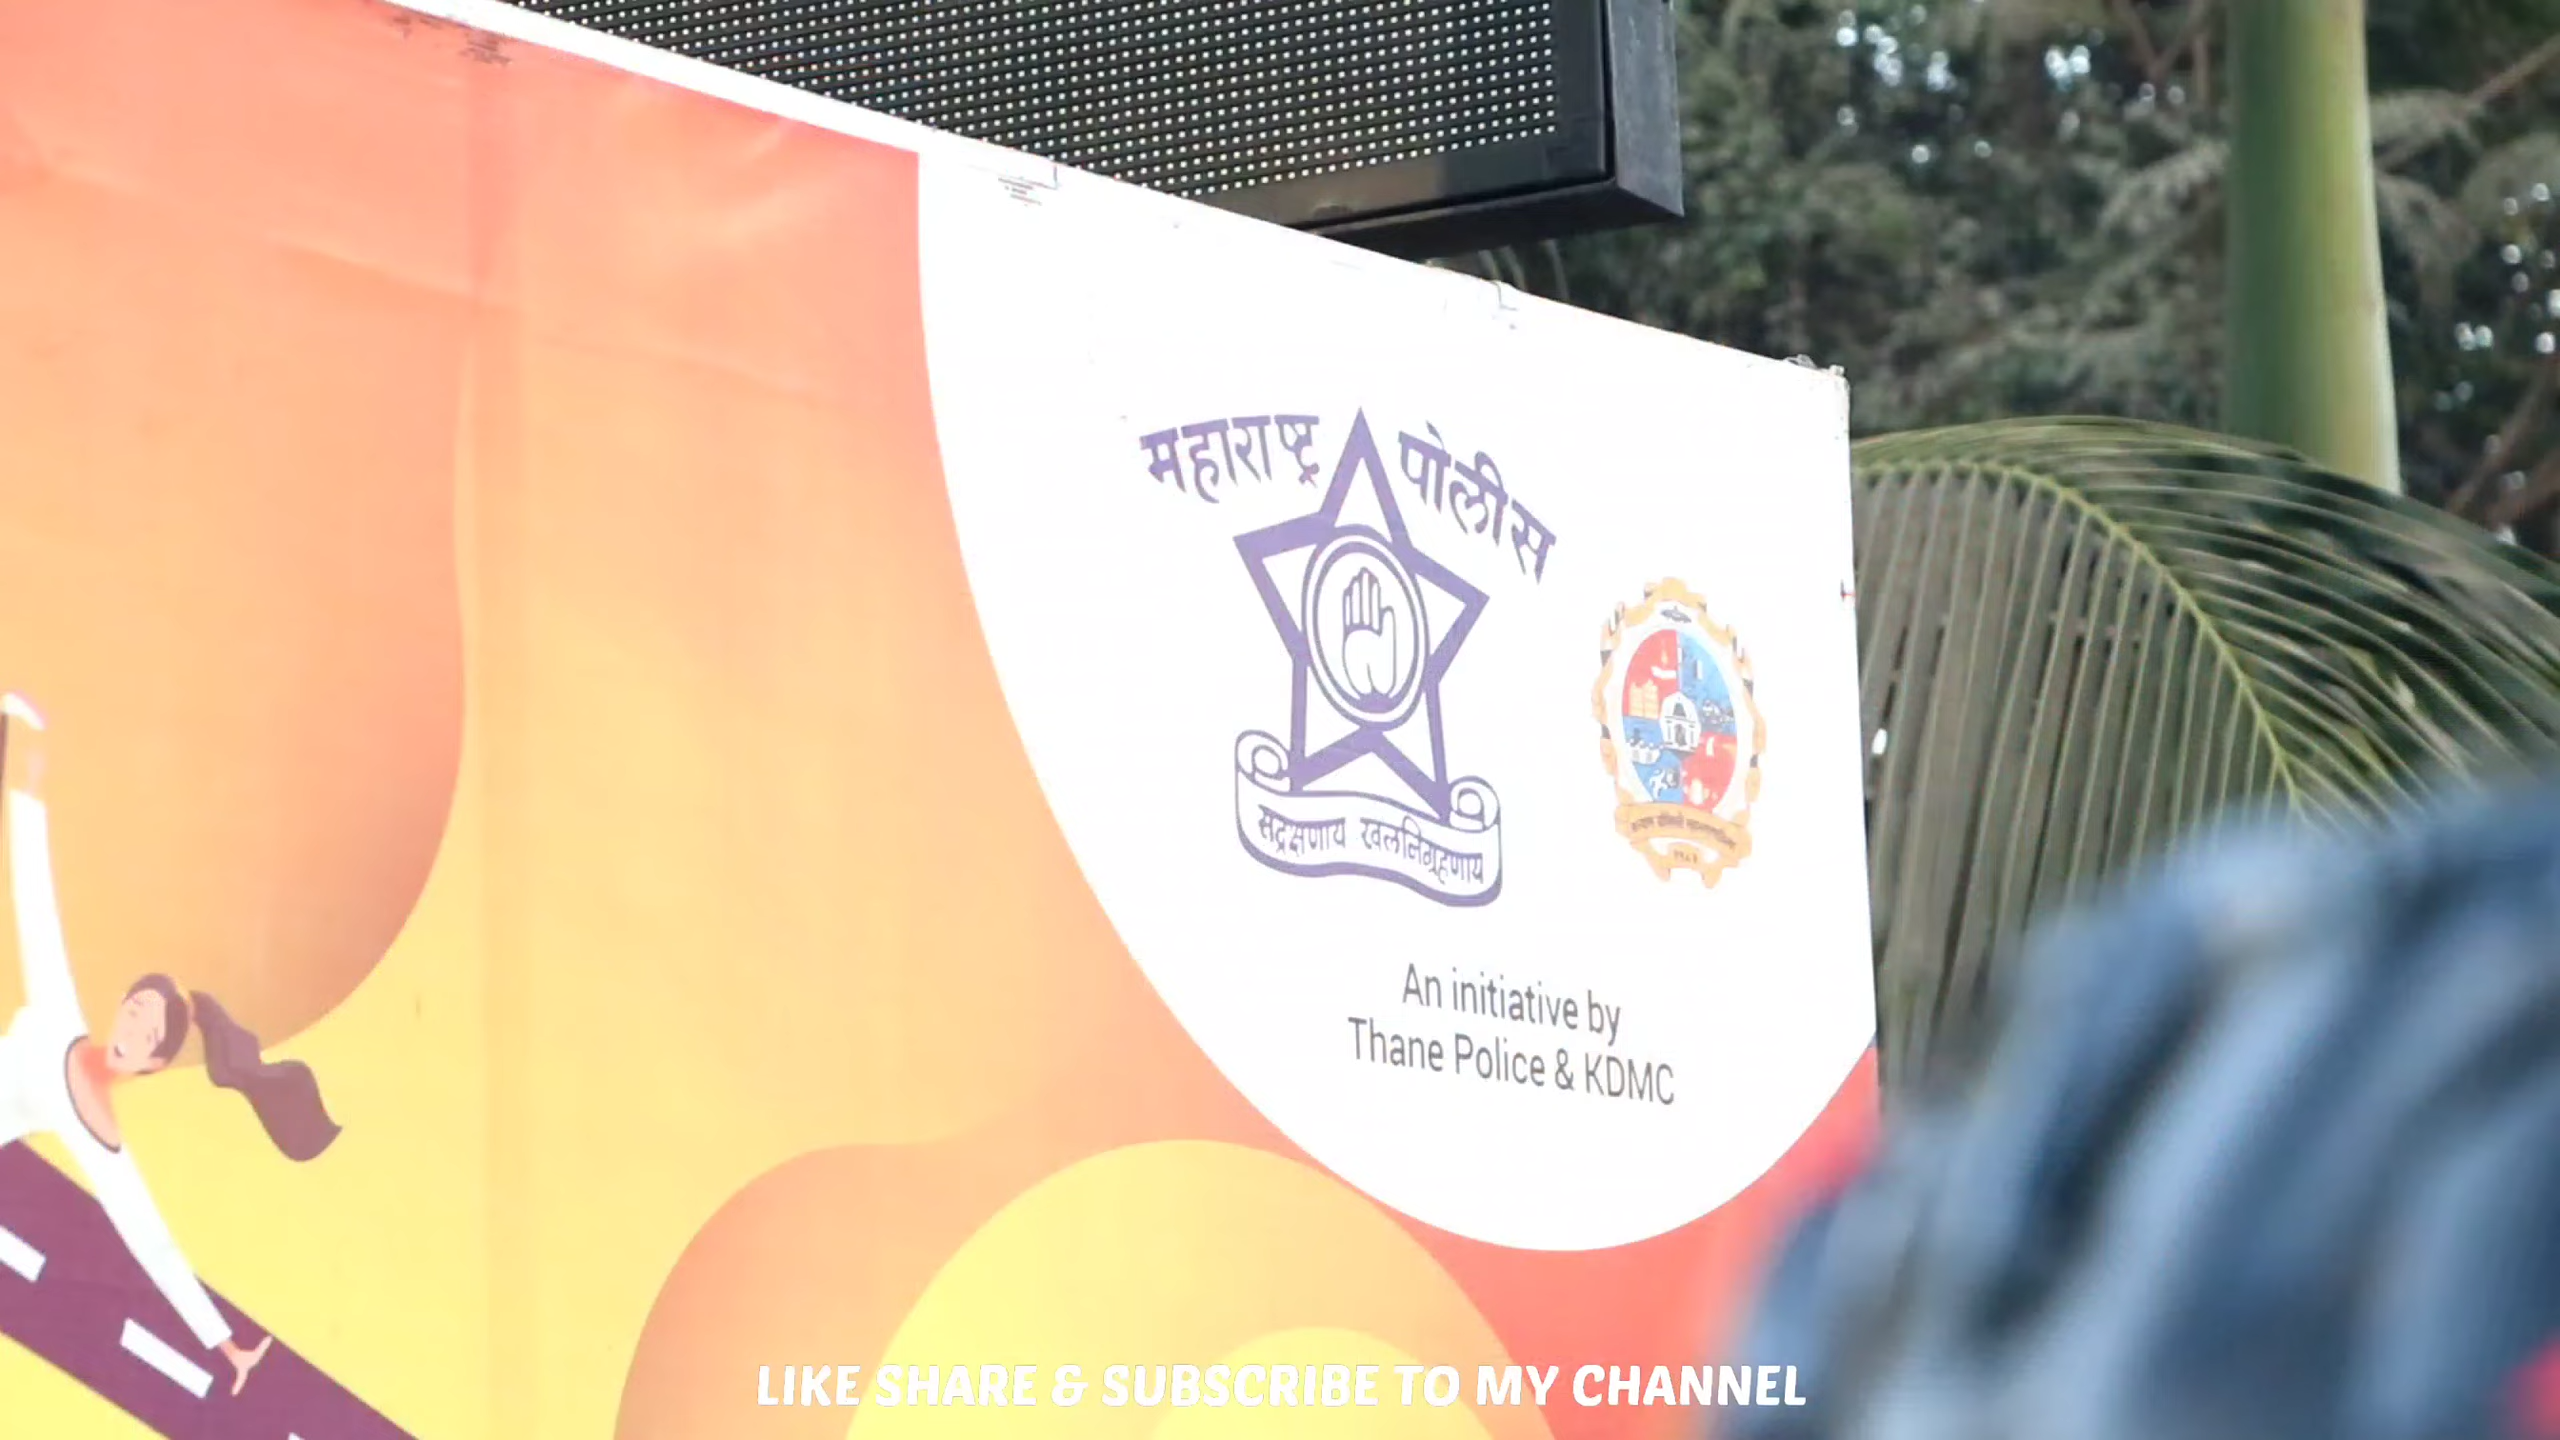 महाराष्ट्र पोलीस
सद्रक्षणाय खलनिग्रहणाय
An initiative by
Thane Police & KDMC
LIKE SHARE & SUBSCRIBE TO MY CHANNEL